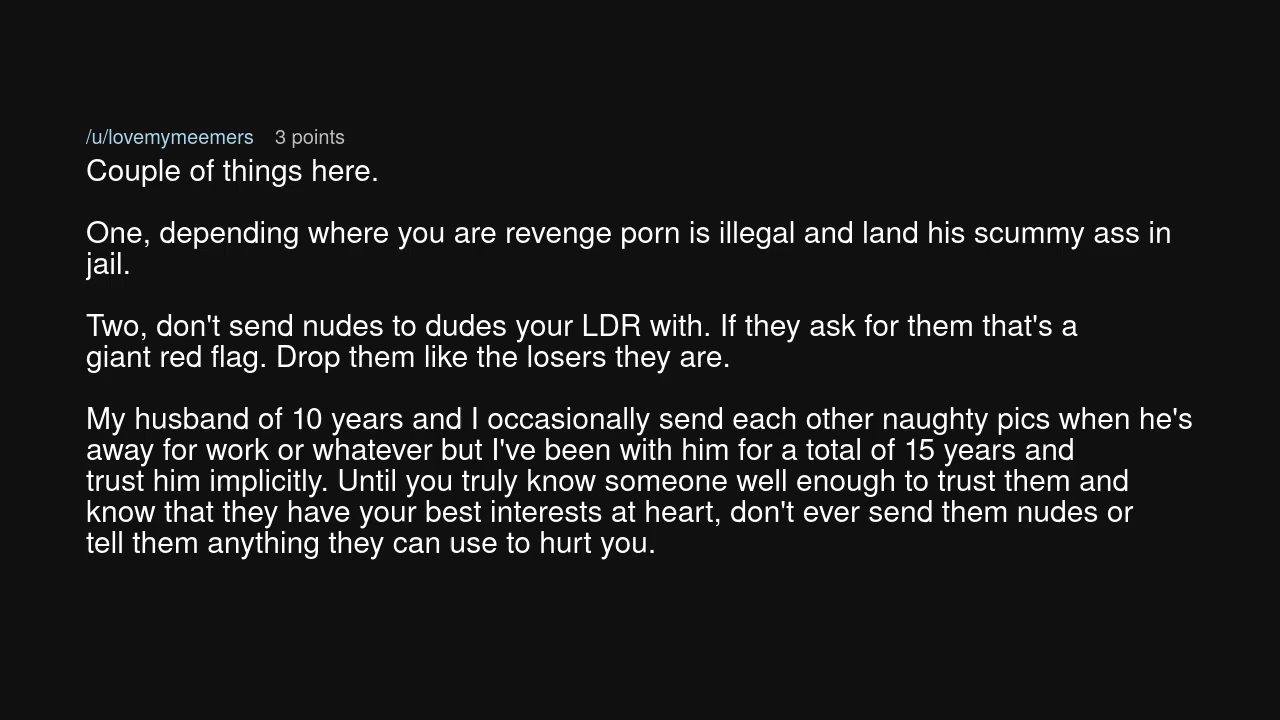 /u/lovemymeemers 3 points
Couple of things here.
One, depending where you are revenge porn is illegal and land his scummy ass in
jail.
Two, don't send nudes to dudes your LDR with. If they ask for them that's a
giant red flag. Drop them like the losers they are.
My husband of 10 years and I occasionally send each other naughty pics when he's
away for work or whatever but I've been with him for a total of 15 years and
trust him implicitly. Until you truly know someone well enough to trust them and
know that they have your best interests at heart, don't ever send them nudes or
tell them anything they can use to hurt you.